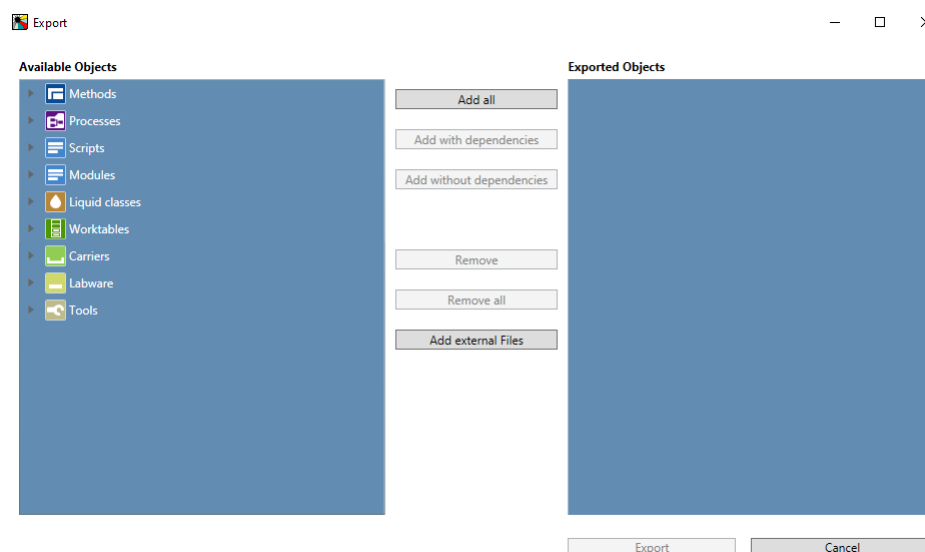 Export
Available Objects
Exported Objects
Methods
Processes
Scripts
Modules
Liquid classes
Worktables
Carriers
Labware
Tools
Add all
Add with dependencies
Add without dependencies
Remove
Remove all
Add external Files
Export
Cancel